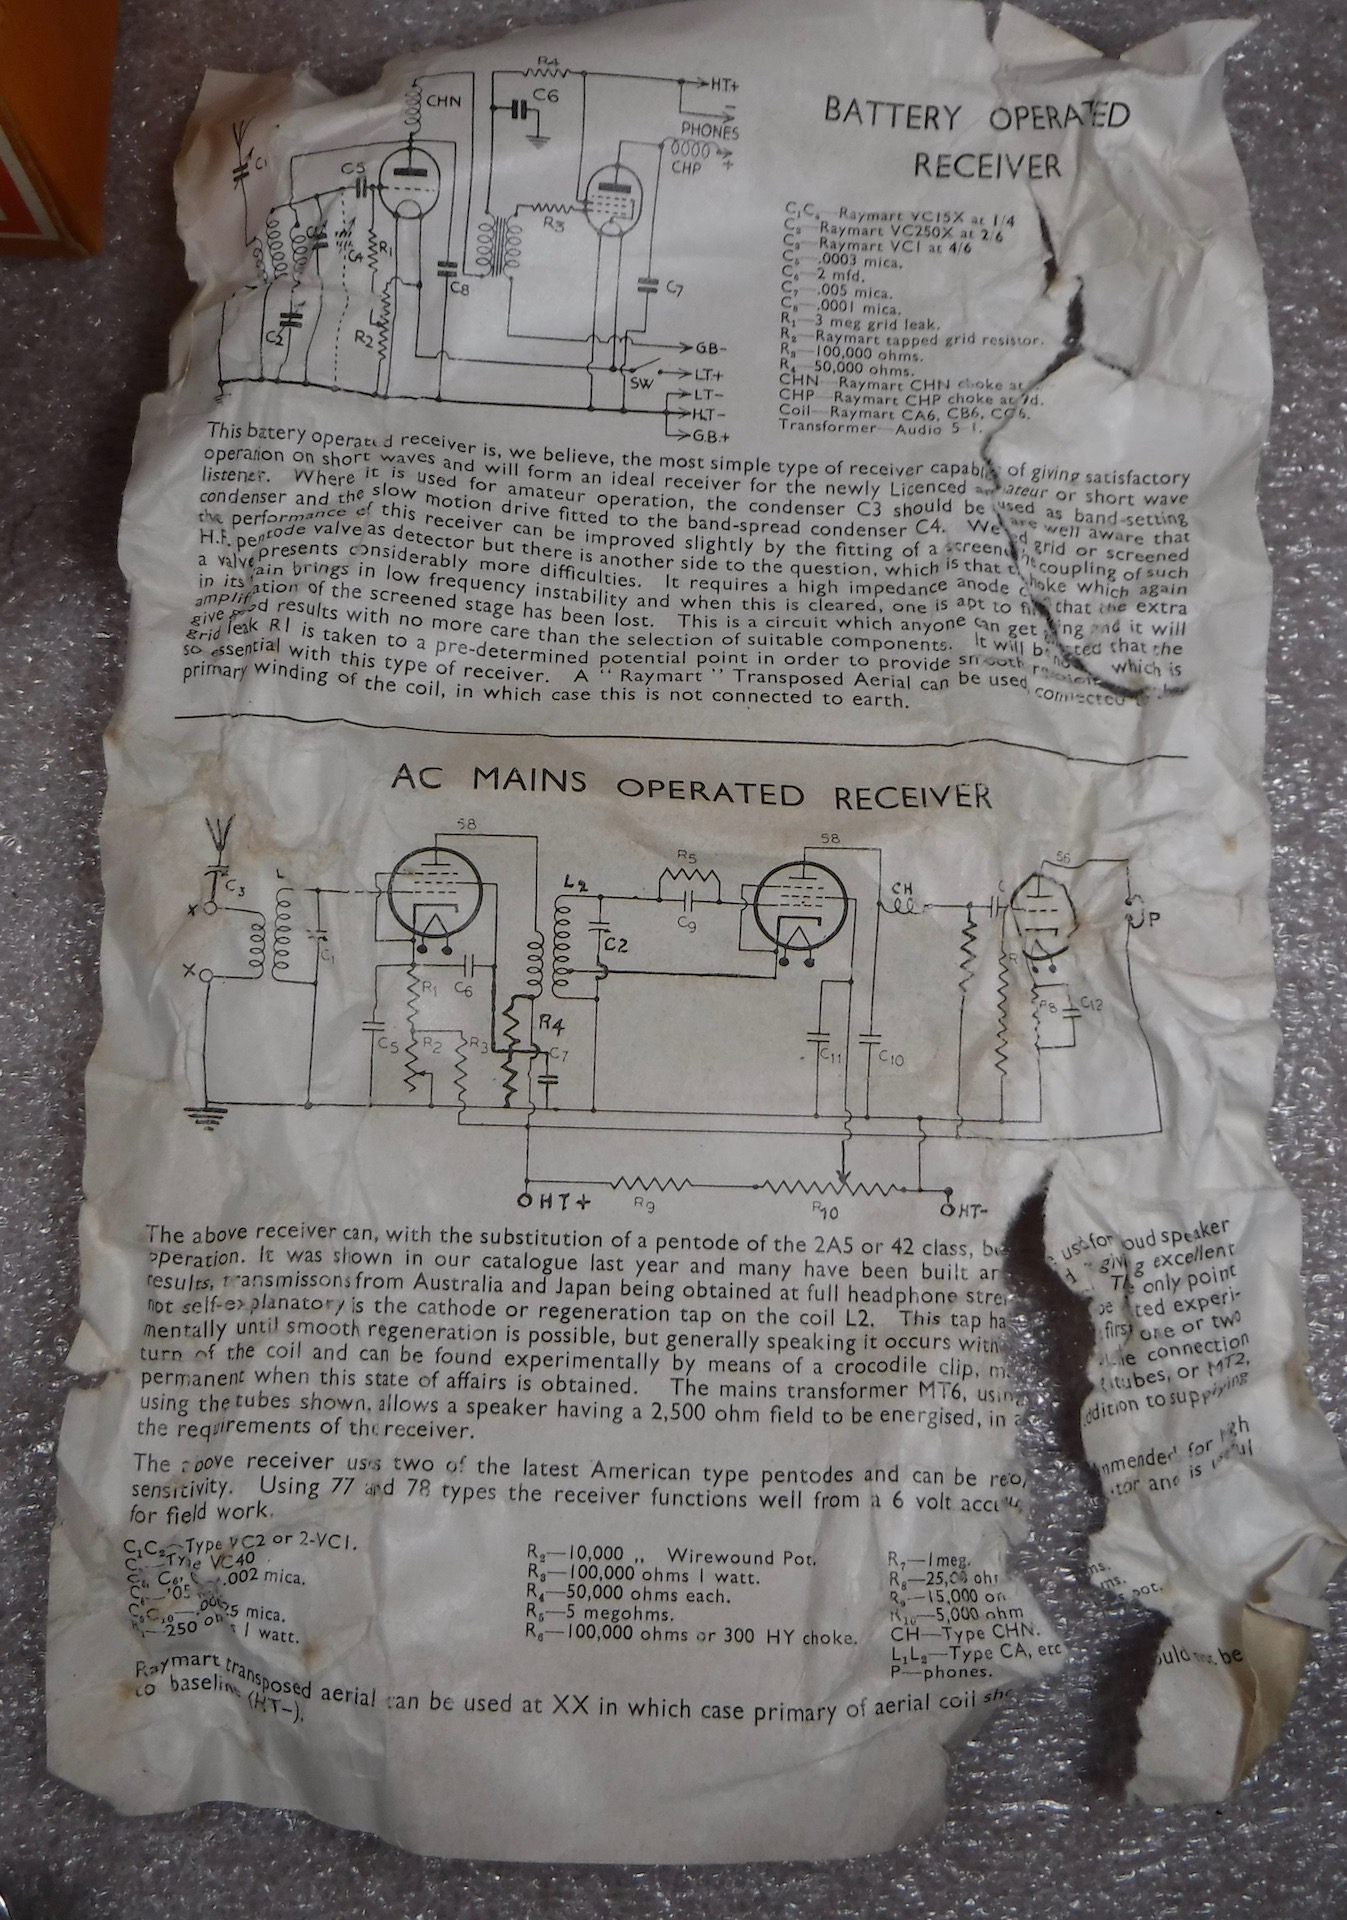 R4
HT+
CHN
C6
PHONES
CHP
C1
C5
R3
C4
R1
C8
C7
C2
R2
GB-
SW
LT+
LT-
HT-
G.B.+
BATTERY OPERATED
RECEIVER
Raymart VC15X at 1/4
Raymart VC250X at 2/6
Raymart VC1 at 4/6
.0003 mica.
2 mfd.
.005 mica.
.0001 mica.
R1—3 meg grid leak.
Raymart tapped grid resistor.
100,000 ohms.
R4 50,000 ohms.
CHN Raymart CHN choke at
CHP Raymart CHP choke at 9d.
Coil—Raymart CA6, CB6, CC6.
Transformer—Audio 5-1.
This battery operated receiver is, we believe, the most simple type of receiver capable of giving satisfactory
operation on short waves and will form an ideal receiver for the newly Licenced amateur or short wave
listener. Where it is used for amateur operation, the condenser C3 should be used as band-setting
condenser and the slow motion drive fitted to the band-spread condenser C4. We are well aware that
the performance of this receiver can be improved slightly by the fitting of a screened grid or screened
H.F. pentode valve as detector but there is another side to the question, which is that the coupling of such
a valve presents considerably more difficulties. It requires a high impedance anode choke which again
in its brings in low frequency instability and when this is cleared, one is apt to find that the extra
amplification of the screened stage has been lost. This is a circuit which anyone can get going and it will
give good results with no more care than the selection of suitable components. It will be noted that the
grid leak R1 is taken to a pre-determined potential point in order to provide smooth which is
so essential with this type of receiver. A "Raymart" Transposed Aerial can be used, connected
primary winding of the coil, in which case this is not connected to earth.
AC MAINS OPERATED RECEIVER
58
58
56
C3
L
X
X
C1
L2
R5
C9
C2
CH
P
R1
C6
R4
C5
R2
R3
C7
C11
C10
R8
C12
HT+
R9
R10
HT-
The above receiver can, with the substitution of a pentode of the 2A5 or 42 class, be used for loud speaker
operation. It was shown in our catalogue last year and many have been built giving excellent
results, transmissons from Australia and Japan being obtained at full headphone The only point
not self-explanatory is the cathode or regeneration tap on the coil L2. This tap experi-
mentally until smooth regeneration is possible, but generally speaking it occurs first one or two
turn of the coil and can be found experimentally by means of a crocodile clip, connection
permanent when this state of affairs is obtained. The mains transformer MT6, using tubes, or MT2,
using the tubes shown, allows a speaker having a 2,500 ohm field to be energised, in addition to supplying
the requirements of the receiver.
The above receiver uses two of the latest American type pentodes and can be recommended for high
sensitivity. Using 77 and 78 types the receiver functions well from a 6 volt and is
for field work.
C1C2—Type VC2 or 2-VC1.
Type VC40
.002 mica.
mica.
250 1 watt.
R2—10,000 ,, Wirewound Pot.
R3—100,000 ohms 1 watt.
R4—50,000 ohms each.
R5—5 megohms.
R6—100,000 ohms or 300 HY choke.
R7—1 meg.
R8
R9—15,000
R10—5,000 ohm
CH—Type CHN.
L1L2—Type CA, etc
P—phones.
Raymart transposed aerial can be used at XX in which case primary of aerial coil be
to baseline (HT-).